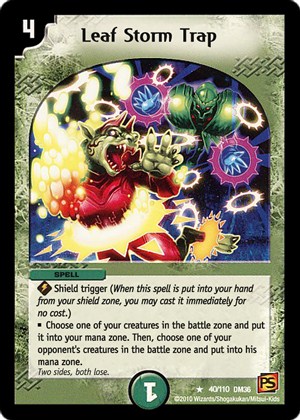 4
Leaf Storm Trap
SPELL
Shield trigger (When this spell is put into your hand
from your shield zone, you may cast it immediately
for no cost.)
▪ Choose one of your creatures in the battle zone and put
it into your mana zone. Then, choose one of your
opponent's creatures in the battle zone and put it into his
mana zone.
Two sides, both lose.
1
★ 40/110 DM36
©2010 Wizards/Shogakukan/Mitsui-Kids
PS